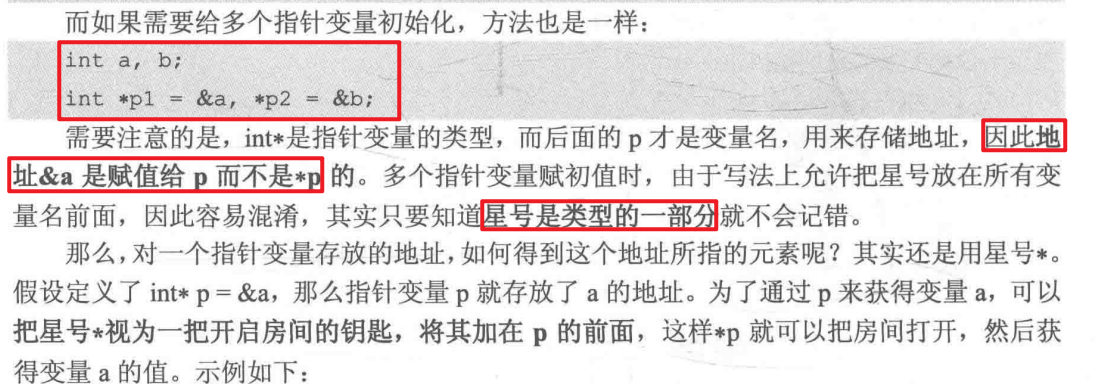 而如果需要给多个指针变量初始化，方法也是一样：
int a, b;
int *p1 = &a, *p2 = &b;
需要注意的是，int*是指针变量的类型，而后面的 p 才是变量名，用来存储地址，因此地
址&a 是赋值给 p 而不是*p 的。多个指针变量赋初值时，由于写法上允许把星号放在所有变
量名前面，因此容易混淆，其实只要知道星号是类型的一部分就不会记错。
那么，对一个指针变量存放的地址，如何得到这个地址所指的元素呢？其实还是用星号*。
假设定义了 int* p = &a，那么指针变量 p 就存放了 a 的地址。为了通过 p 来获得变量 a，可以
把星号*视为一把开启房间的钥匙，将其加在 p 的前面，这样*p 就可以把房间打开，然后获
得变量 a 的值。示例如下：